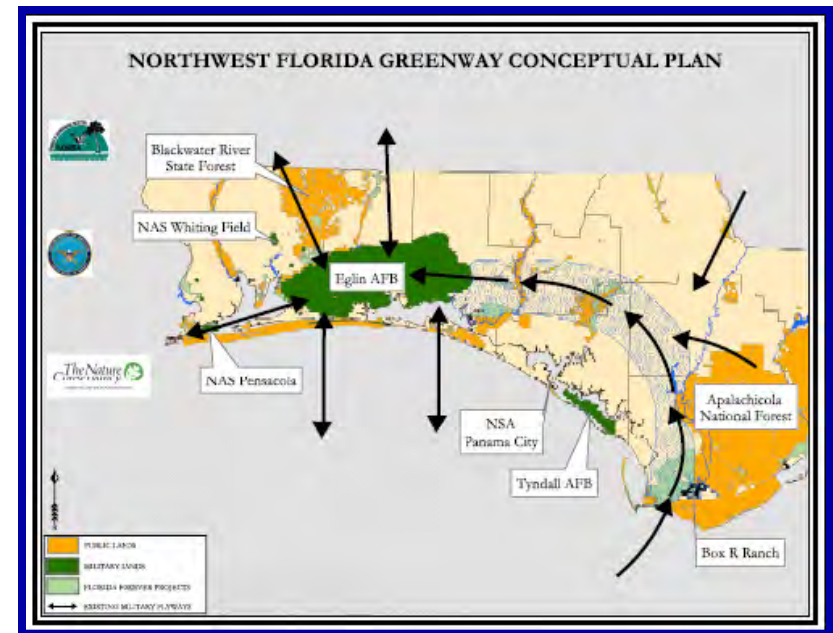 NORTHWEST FLORIDA GREENWAY CONCEPTUAL PLAN
Blackwater River
State Forest
NAS Whiting Field
Eglin AFB
The Nature
Conservancy
NAS Pensacola
NSA
Panama City
Apalachicola
National Forest
Tyndall AFB
Box R Ranch
PUBLIC LANDS
MILITARY LANDS
FLORIDA FOREVER PROJECTS
EXISTING MILITARY FLYWAYS